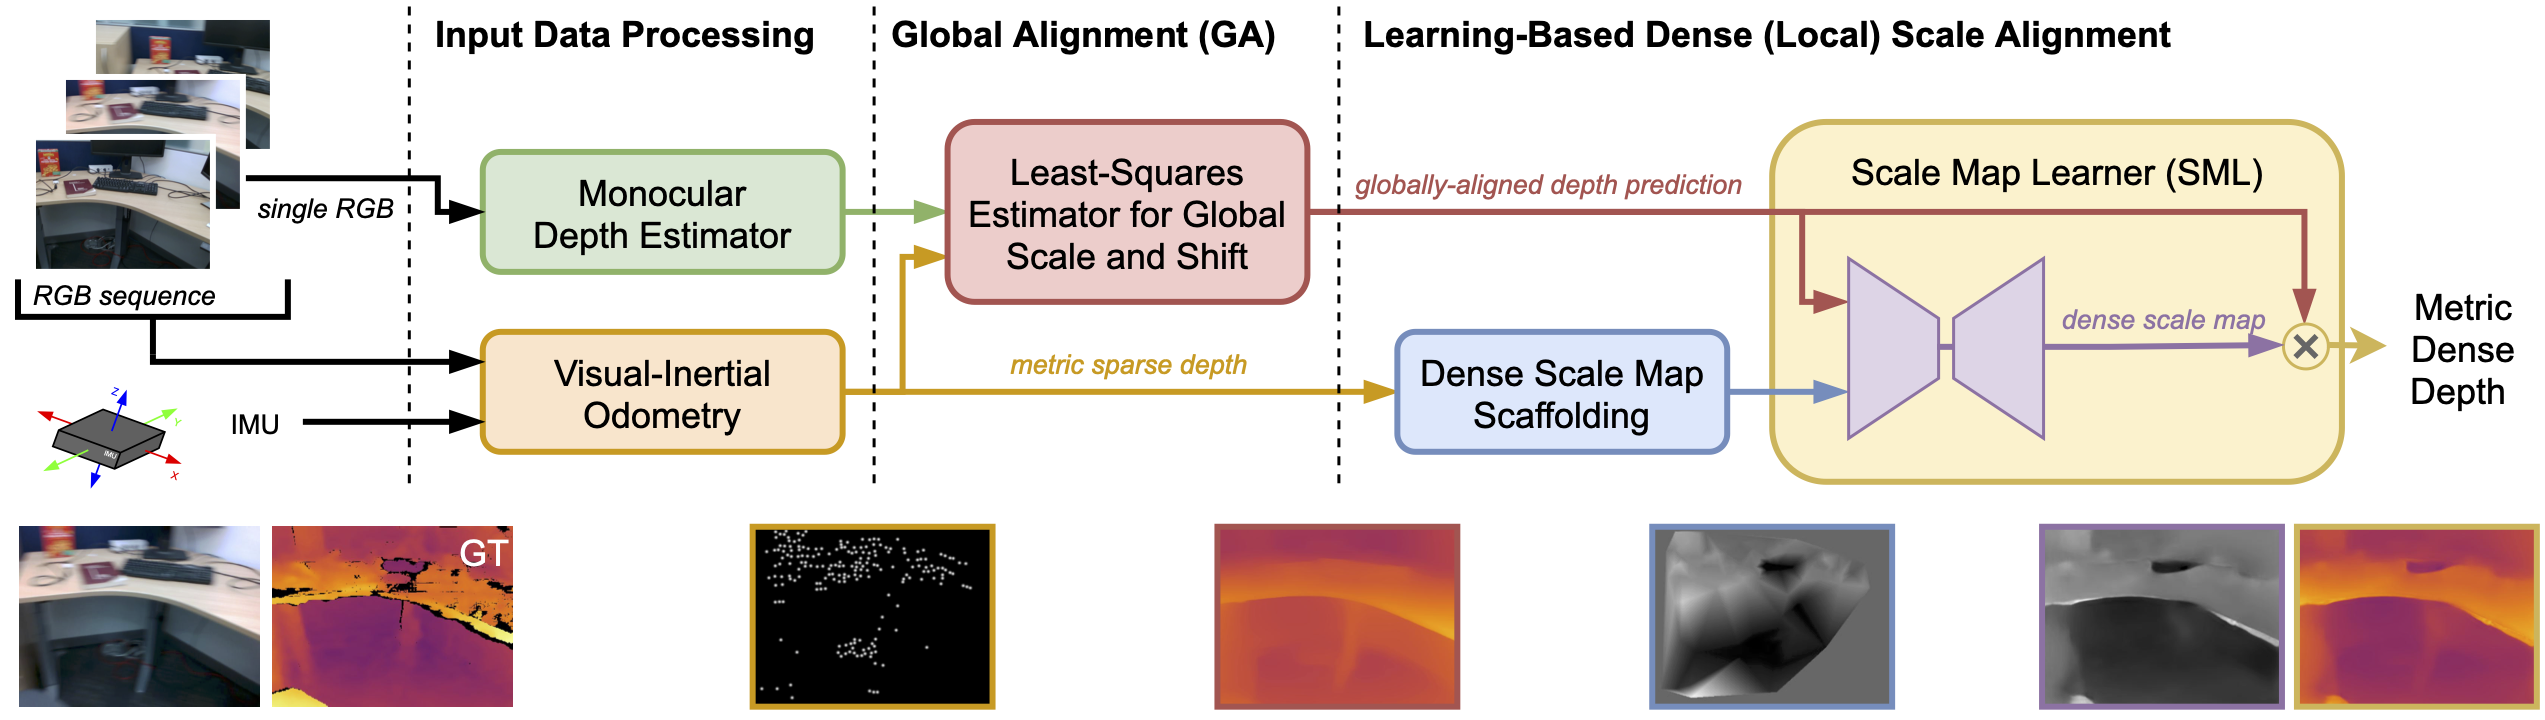 Input Data Processing
Global Alignment (GA)
Learning-Based Dense (Local) Scale Alignment
single RGB
RGB sequence
IMU
Z
Y
X
IMU
Monocular
Depth Estimator
Visual-Inertial
Odometry
Least-Squares
Estimator for Global
Scale and Shift
metric sparse depth
globally-aligned depth prediction
Dense Scale Map
Scaffolding
Scale Map Learner (SML)
dense scale map
Metric
Dense
Depth
GT